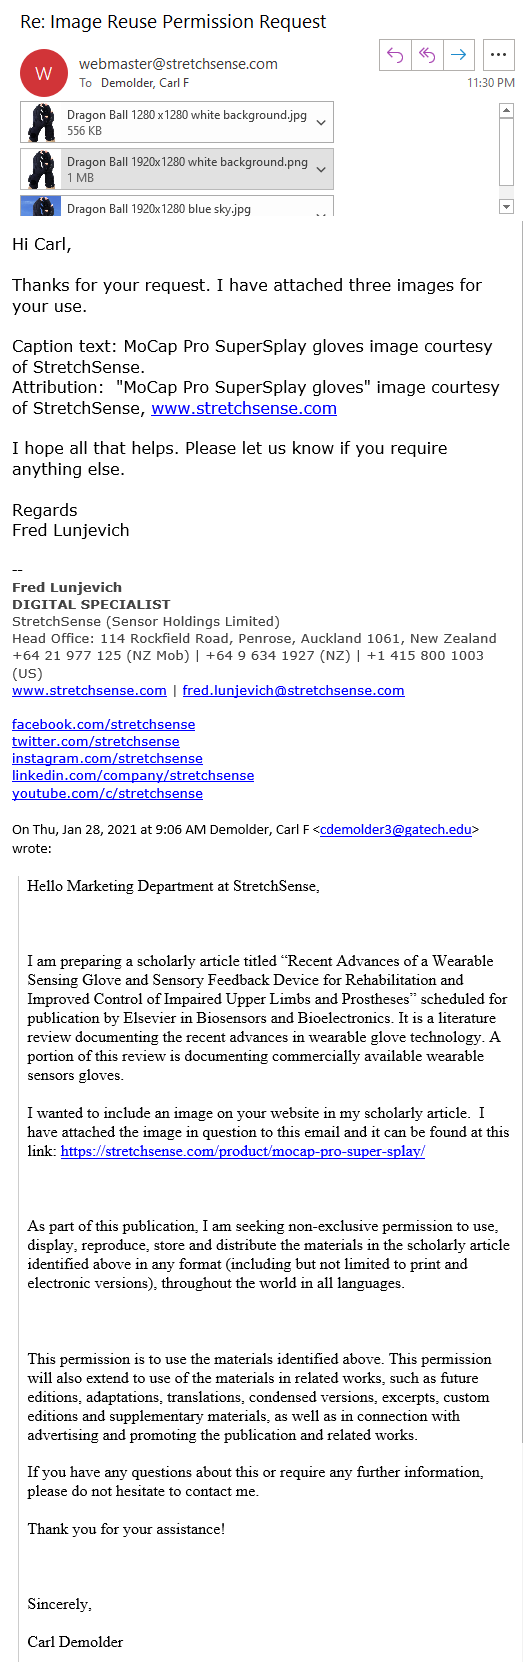 Re: Image Reuse Permission Request
W
webmaster@stretchsense.com
To Demolder, Carl F
11:30 PM
Dragon Ball 1280 x1280 white background.jpg
556 KB
Dragon Ball 1920x1280 white background.png
1 MB
Dragon Ball 1920x1280 blue sky.jpg
Hi Carl,
Thanks for your request. I have attached three images for
your use.
Caption text: MoCap Pro SuperSplay gloves image courtesy
of StretchSense.
Attribution:  "MoCap Pro SuperSplay gloves" image courtesy
of StretchSense, www.stretchsense.com
I hope all that helps. Please let us know if you require
anything else.
Regards
Fred Lunjevich
--
Fred Lunjevich
DIGITAL SPECIALIST
StretchSense (Sensor Holdings Limited)
Head Office: 114 Rockfield Road, Penrose, Auckland 1061, New Zealand
+64 21 977 125 (NZ Mob) | +64 9 634 1927 (NZ) | +1 415 800 1003
(US)
www.stretchsense.com | fred.lunjevich@stretchsense.com
facebook.com/stretchsense
twitter.com/stretchsense
instagram.com/stretchsense
linkedin.com/company/stretchsense
youtube.com/c/stretchsense
On Thu, Jan 28, 2021 at 9:06 AM Demolder, Carl F <cdemolder3@gatech.edu>
wrote:
Hello Marketing Department at StretchSense,
I am preparing a scholarly article titled “Recent Advances of a Wearable
Sensing Glove and Sensory Feedback Device for Rehabilitation and
Improved Control of Impaired Upper Limbs and Prostheses” scheduled for
publication by Elsevier in Biosensors and Bioelectronics. It is a literature
review documenting the recent advances in wearable glove technology. A
portion of this review is documenting commercially available wearable
sensors gloves.
I wanted to include an image on your website in my scholarly article.  I
have attached the image in question to this email and it can be found at this
link: https://stretchsense.com/product/mocap-pro-super-splay/
As part of this publication, I am seeking non-exclusive permission to use,
display, reproduce, store and distribute the materials in the scholarly article
identified above in any format (including but not limited to print and
electronic versions), throughout the world in all languages.
This permission is to use the materials identified above. This permission
will also extend to use of the materials in related works, such as future
editions, adaptations, translations, condensed versions, excerpts, custom
editions and supplementary materials, as well as in connection with
advertising and promoting the publication and related works.
If you have any questions about this or require any further information,
please do not hesitate to contact me.
Thank you for your assistance!
Sincerely,
Carl Demolder